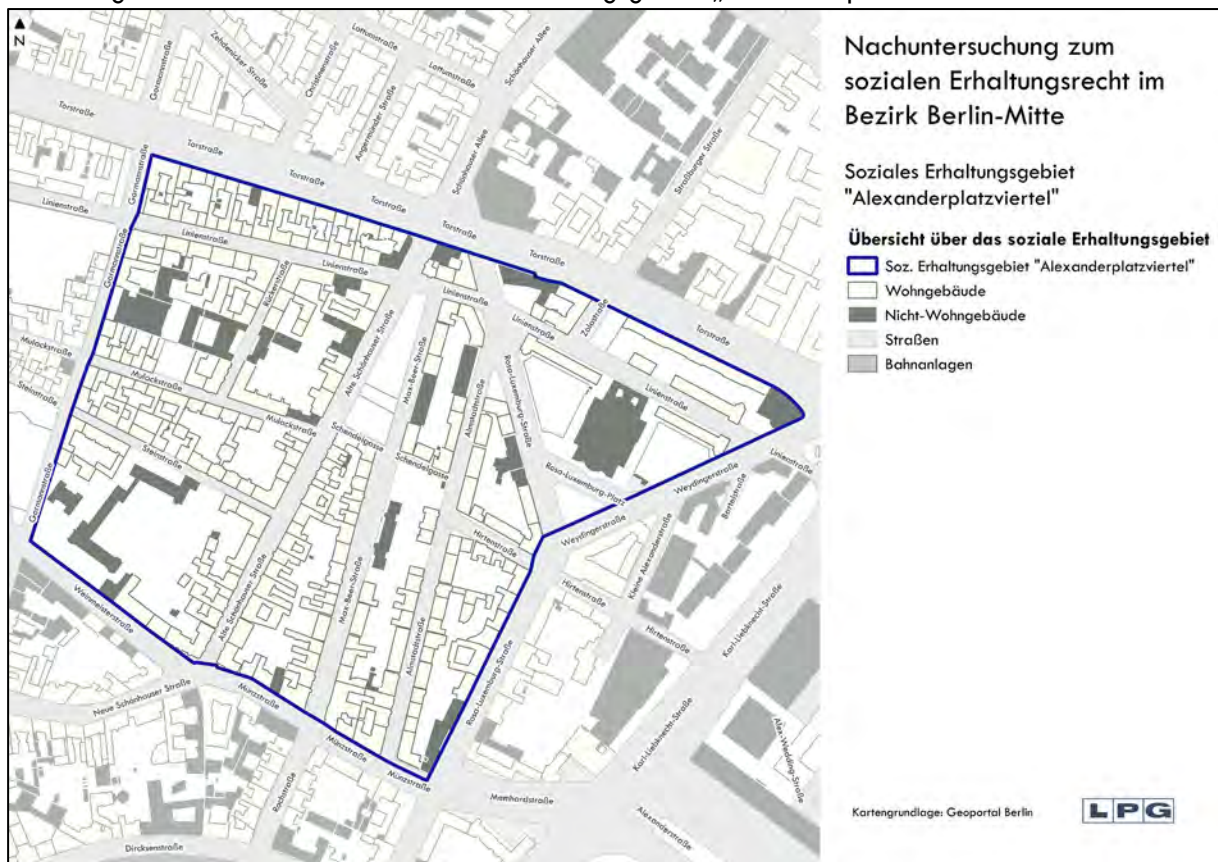 N
Nachuntersuchung zum
sozialen Erhaltungsrecht im
Bezirk Berlin-Mitte
Soziales Erhaltungsgebiet
"Alexanderplatzviertel"
Übersicht über das soziale Erhaltungsgebiet
Soz. Erhaltungsgebiet "Alexanderplatzviertel"
Wohngebäude
Nicht-Wohngebäude
Straßen
Bahnanlagen
Kartengrundlage: Geoportal Berlin
LPG
Gormannstraße
Zehdenicker Straße
Christinenstraße
Lottumstraße
Lottumstraße
Angermünder Straße
Schönhauser Allee
Schönhauser Allee
Straßburger Straße
Torstraße
Torstraße
Torstraße
Torstraße
Torstraße
Torstraße
Torstraße
Gormannstraße
Linienstraße
Gormannstraße
Linienstraße
Linienstraße
Rückerstraße
Linienstraße
Linienstraße
Zolastraße
Linienstraße
Linienstraße
Mulackstraße
Steinstraße
Mulackstraße
Mulackstraße
Alte Schönhauser Straße
Max-Beer-Straße
Almstadtstraße
Rosa-Luxemburg-Straße
Schendelgasse
Schendelgasse
Steinstraße
Rosa-Luxemburg-Platz
Weydingerstraße
Weydingerstraße
Bartelstraße
Gormannstraße
Hirtenstraße
Hirtenstraße
Hirtenstraße
Kleine Alexanderstraße
Karl-Liebknecht-Straße
Karl-Liebknecht-Straße
Weinmeisterstraße
Alte Schönhauser Straße
Max-Beer-Straße
Almstadtstraße
Rosa-Luxemburg-Straße
Neue Schönhauser Straße
Münzstraße
Münzstraße
Münzstraße
Rochstraße
Memhardstraße
Alexanderstraße
Alex-Wedding-Straße
Dircksenstraße